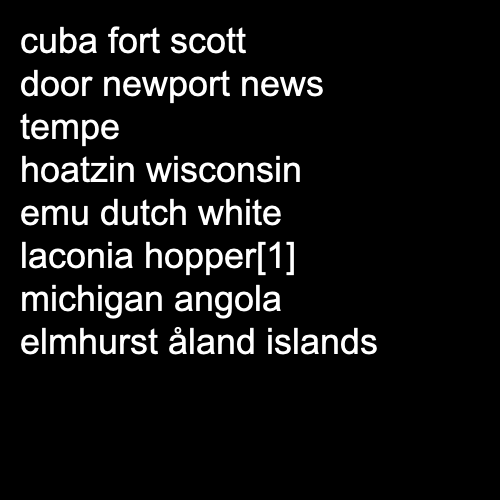 cuba fort scott
door newport news
tempe
hoatzin wisconsin
emu dutch white
laconia hopper[1]
michigan angola
elmhurst åland islands